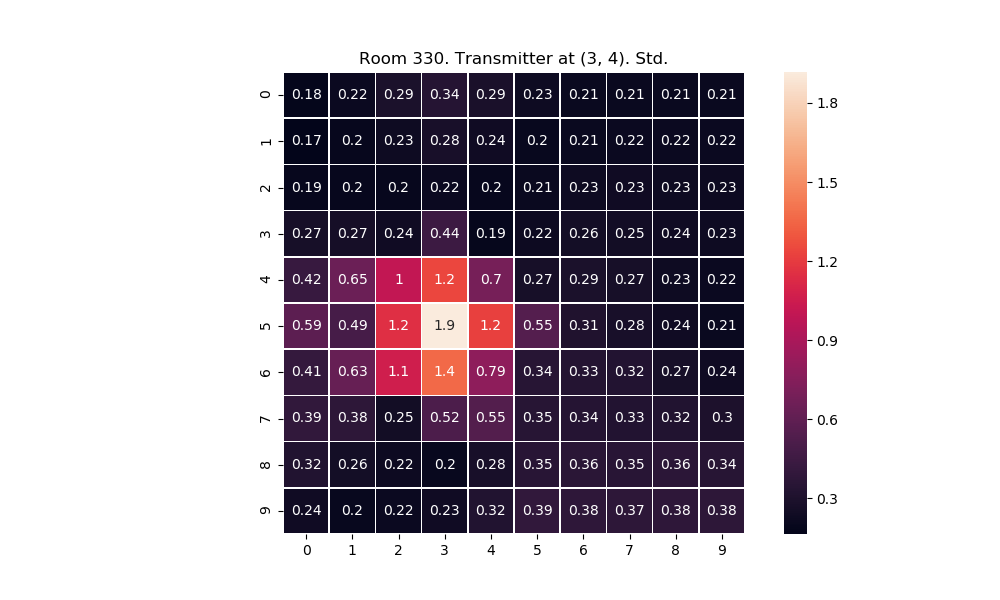 Room 330. Transmitter at (3, 4). Std.
0 0.18 0.22 0.29 0.34 0.29 0.23 0.21 0.21 0.21 0.21
1 0.17 0.2 0.23 0.28 0.24 0.2 0.21 0.22 0.22 0.22
2 0.19 0.2 0.2 0.22 0.2 0.21 0.23 0.23 0.23 0.23
3 0.27 0.27 0.24 0.44 0.19 0.22 0.26 0.25 0.24 0.23
4 0.42 0.65 1 1.2 0.7 0.27 0.29 0.27 0.23 0.22
5 0.59 0.49 1.2 1.9 1.2 0.55 0.31 0.28 0.24 0.21
6 0.41 0.63 1.1 1.4 0.79 0.34 0.33 0.32 0.27 0.24
7 0.39 0.38 0.25 0.52 0.55 0.35 0.34 0.33 0.32 0.3
8 0.32 0.26 0.22 0.2 0.28 0.35 0.36 0.35 0.36 0.34
9 0.24 0.2 0.22 0.23 0.32 0.39 0.38 0.37 0.38 0.38
0 1 2 3 4 5 6 7 8 9
1.8
1.5
1.2
0.9
0.6
0.3